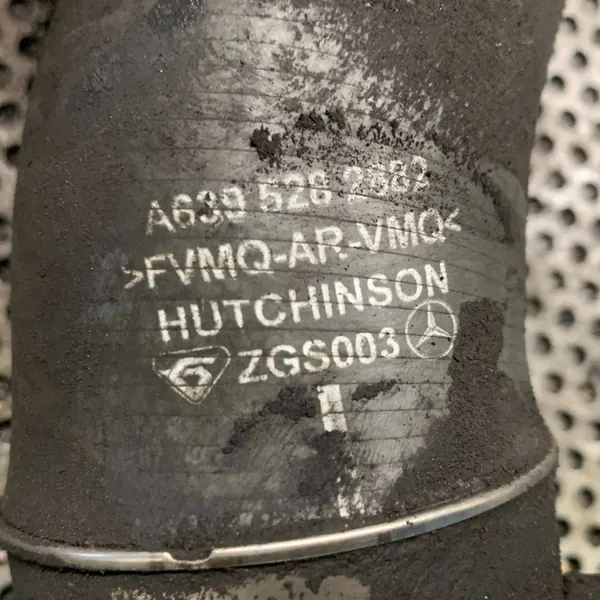 A639 526 2682
>FVMQ-AR-VMQ<
HUTCHINSON
ZGS003